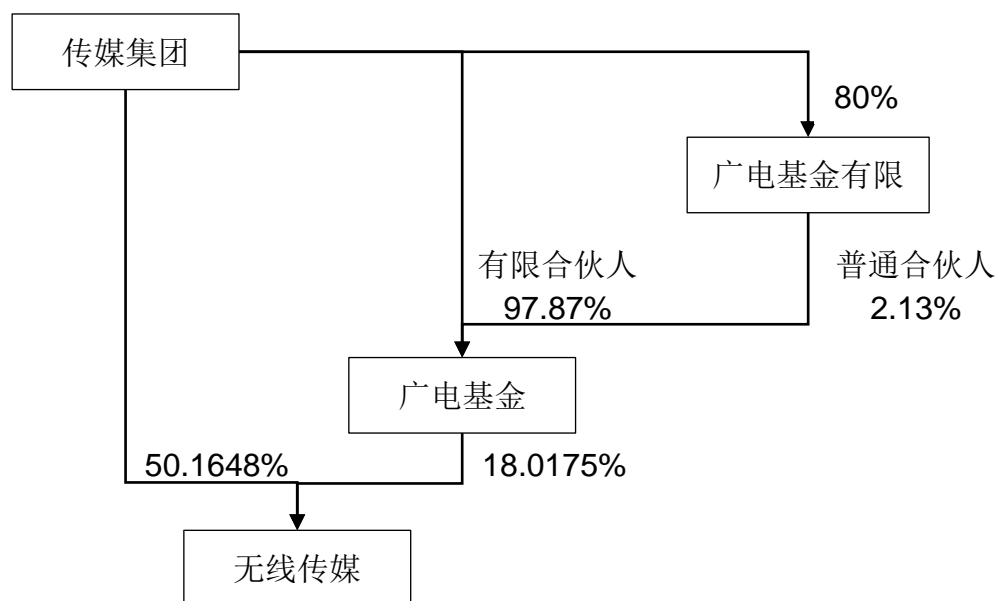 传媒集团
80%
广电基金有限
有限合伙人
97.87%
普通合伙人
2.13%
广电基金
50.1648%
18.0175%
无线传媒